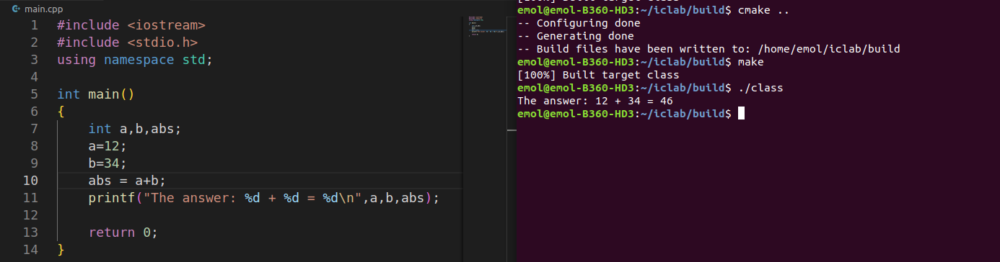 main.cpp
1 #include <iostream>
2 #include <stdio.h>
3 using namespace std;
4
5 int main()
6 {
7     int a,b,abs;
8     a=12;
9     b=34;
10     abs = a+b;
11     printf("The answer: %d + %d = %d\n",a,b,abs);
12
13     return 0;
14 }
emol@emol-B360-HD3:~/iclab/build$ cmake ..
-- Configuring done
-- Generating done
-- Build files have been written to: /home/emol/iclab/build
emol@emol-B360-HD3:~/iclab/build$ make
[100%] Built target class
emol@emol-B360-HD3:~/iclab/build$ ./class
The answer: 12 + 34 = 46
emol@emol-B360-HD3:~/iclab/build$